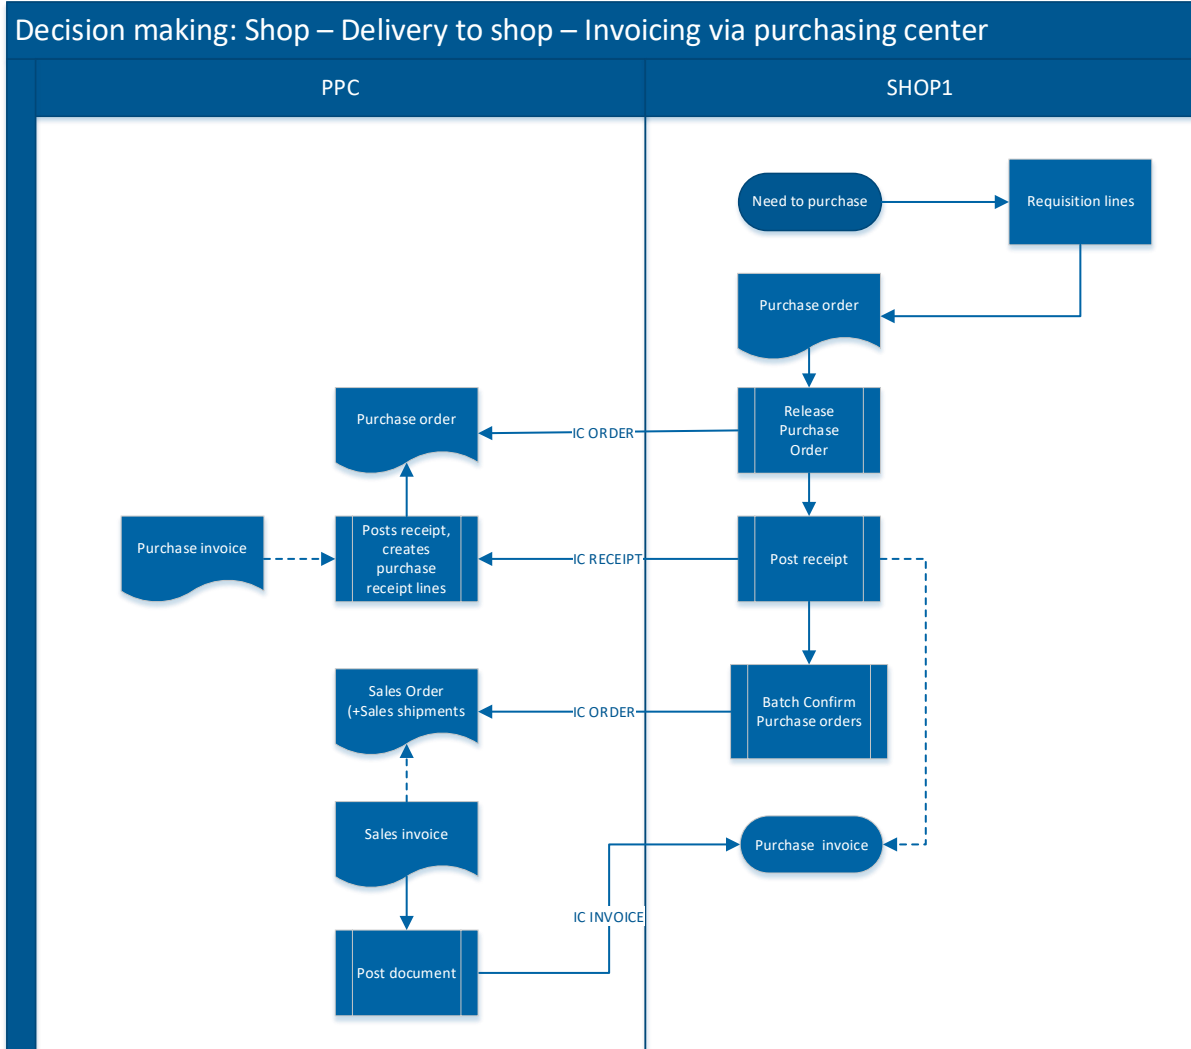 Decision making: Shop – Delivery to shop – Invoicing via purchasing center
PPC
SHOP1
Need to purchase
Requisition lines
Purchase order
Release
Purchase
Order
IC ORDER
Purchase order
Purchase invoice
Posts receipt,
creates
purchase
receipt lines
IC RECEIPT
Post receipt
Sales Order
(+Sales shipments
IC ORDER
Batch Confirm
Purchase orders
Sales invoice
Purchase invoice
IC INVOICE
Post document